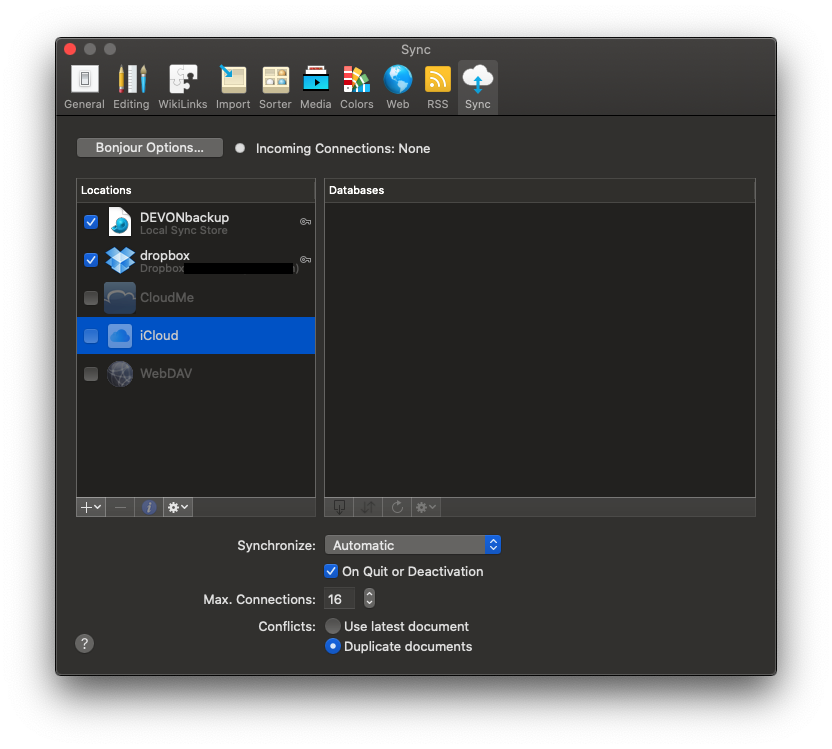 Sync
General Editing WikiLinks Import Sorter Media Colors Web RSS Sync
Bonjour Options... Incoming Connections: None
Locations
DEVONbackup
Local Sync Store
dropbox
Dropbox )
CloudMe
iCloud
WebDAV
Databases
Synchronize: Automatic
On Quit or Deactivation
Max. Connections: 16
Conflicts: Use latest document
Duplicate documents
?